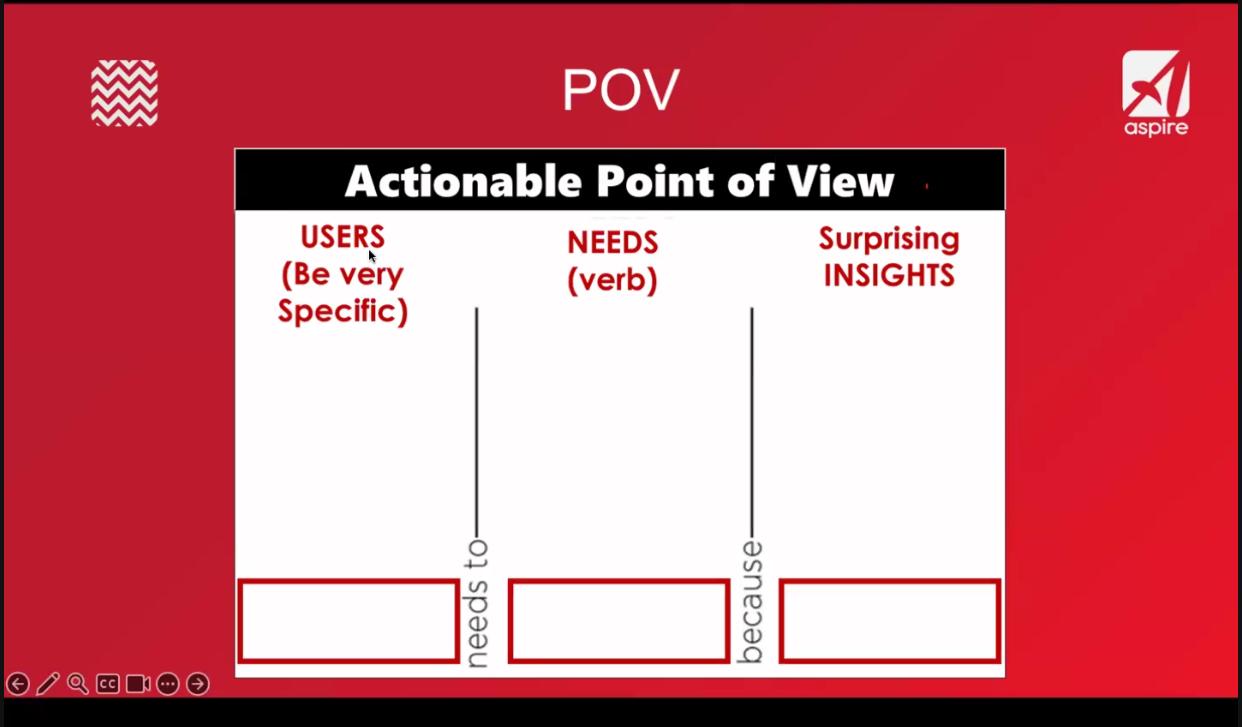 POV
aspire
Actionable Point of View
USERS
(Be very
Specific)
NEEDS
(verb)
Surprising
INSIGHTS
needs to
because
CC